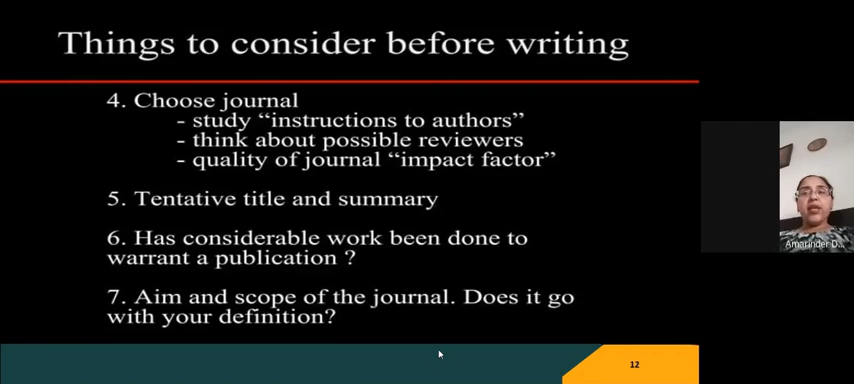 Things to consider before writing
4. Choose journal
- study “instructions to authors”
- think about possible reviewers
- quality of journal “impact factor”
5. Tentative title and summary
6. Has considerable work been done to
warrant a publication ?
7. Aim and scope of the journal. Does it go
with your definition?
12
Amarinder D...